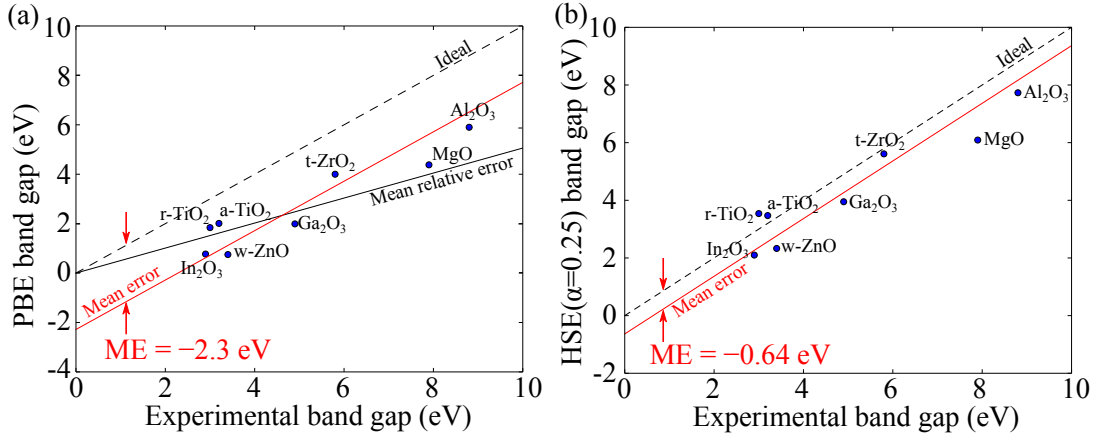 (a)
10
8
6
4
2
0
−2
−4
PBE band gap (eV)
Ideal
Al₂O₃
t-ZrO₂
MgO
Mean relative error
r-TiO₂
a-TiO₂
Ga₂O₃
In₂O₃
w-ZnO
Mean error
ME = −2.3 eV
0 2 4 6 8 10
Experimental band gap (eV)
(b)
10
8
6
4
2
0
−2
HSE(α=0.25) band gap (eV)
Ideal
Al₂O₃
t-ZrO₂
MgO
r-TiO₂
a-TiO₂
Ga₂O₃
In₂O₃
w-ZnO
Mean error
ME = −0.64 eV
0 2 4 6 8 10
Experimental band gap (eV)